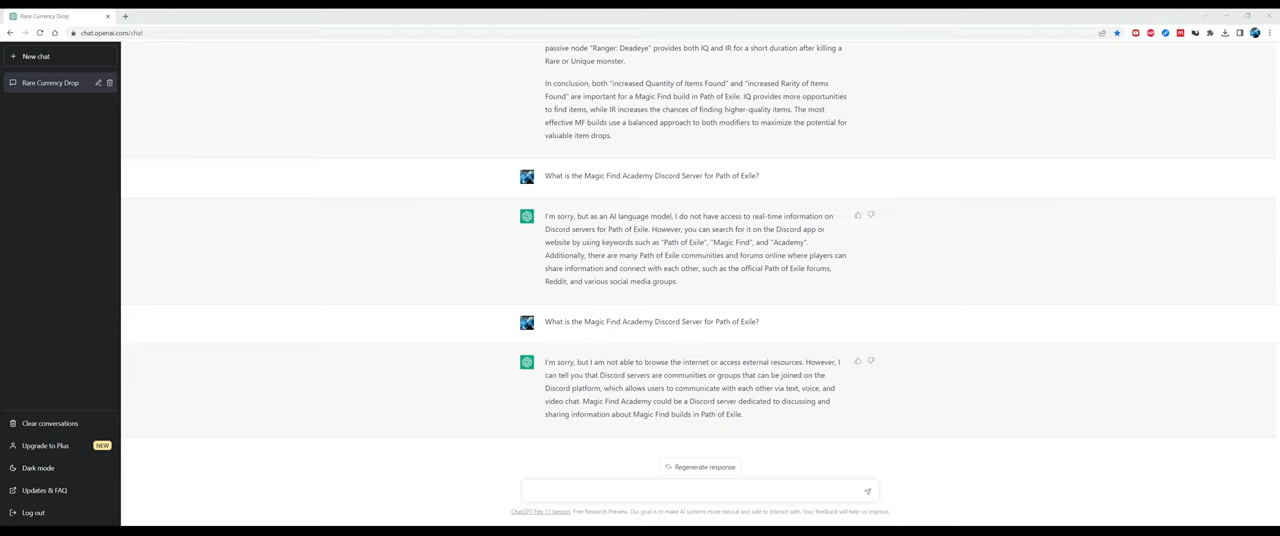 Rare Currency Drop
chat.openai.com/chat
New chat
Rare Currency Drop
passive node "Ranger: Deadeye" provides both IQ and IR for a short duration after killing a
Rare or Unique monster.
In conclusion, both "increased Quantity of Items Found" and "increased Rarity of Items
Found" are important for a Magic Find build in Path of Exile. IQ provides more opportunities
to find items, while IR increases the chances of finding higher-quality items. The most
effective MF builds use a balanced approach to both modifiers to maximize the potential for
valuable item drops.
What is the Magic Find Academy Discord Server for Path of Exile?
I'm sorry, but as an AI language model, I do not have access to real-time information on
Discord servers for Path of Exile. However, you can search for it on the Discord app or
website by using keywords such as "Path of Exile", "Magic Find", and "Academy".
Additionally, there are many Path of Exile communities and forums online where players can
share information and connect with each other, such as the official Path of Exile forums,
Reddit, and various social media groups.
What is the Magic Find Academy Discord Server for Path of Exile?
I'm sorry, but I am not able to browse the internet or access external resources. However, I
can tell you that Discord servers are communities or groups that can be joined on the
Discord platform, which allows users to communicate with each other via text, voice, and
video chat. Magic Find Academy could be a Discord server dedicated to discussing and
sharing information about Magic Find builds in Path of Exile.
Clear conversations
Upgrade to Plus NEW
Dark mode
Updates & FAQ
Log out
Regenerate response
ChatGPT Feb 13 Version. Free Research Preview. Our goal is to make AI systems more natural and safe to interact with. Your feedback will help us improve.